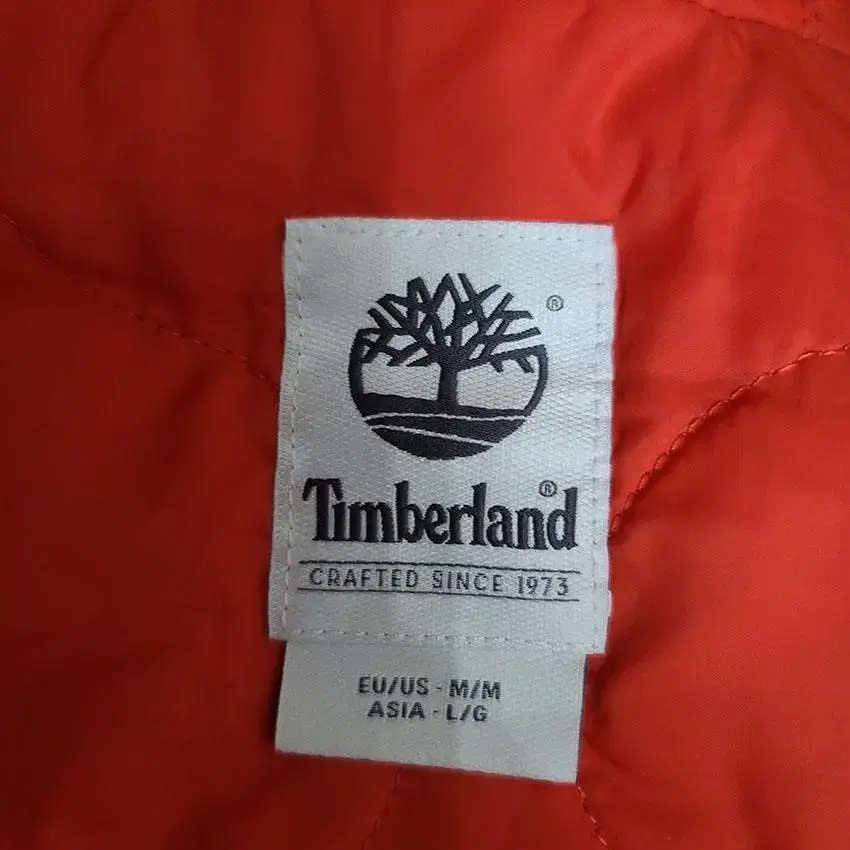 ®
Timberland®
CRAFTED SINCE 1973
EU/US - M/M
ASIA - L/G